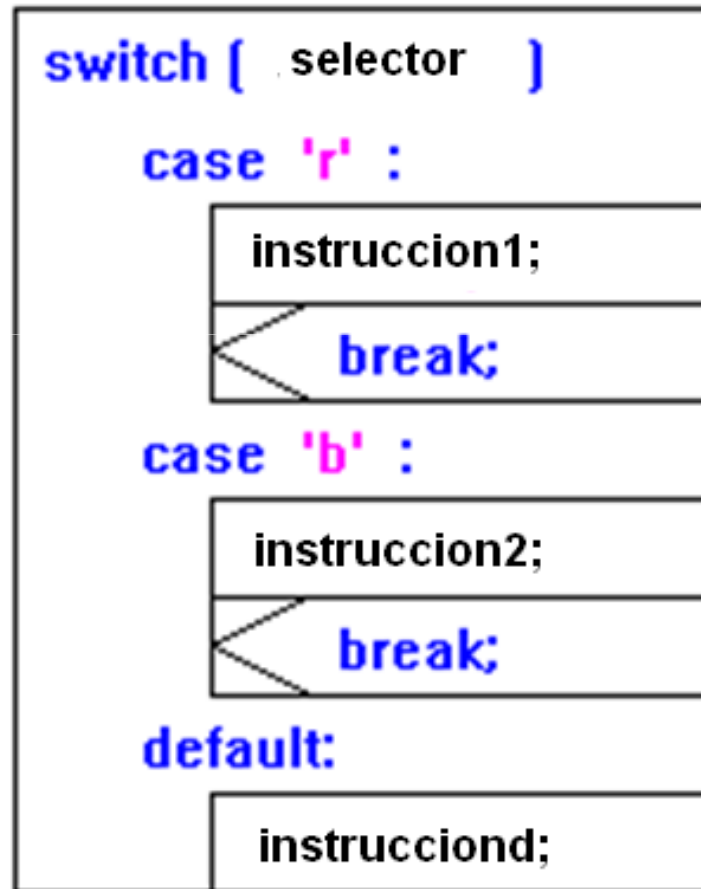 switch ( selector )
case 'r' :
instruccion1;
break;
case 'b' :
instruccion2;
break;
default:
instrucciond;